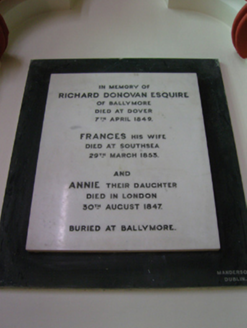 IN MEMORY OF
RICHARD DONOVAN ESQUIRE
OF BALLYMORE
DIED AT DOVER
7TH APRIL 1849.
FRANCES HIS WIFE
DIED AT SOUTHSEA
29TH MARCH 1855.
AND
ANNIE THEIR DAUGHTER
DIED IN LONDON
30TH AUGUST 1847.
BURIED AT BALLYMORE.
DUBLIN.